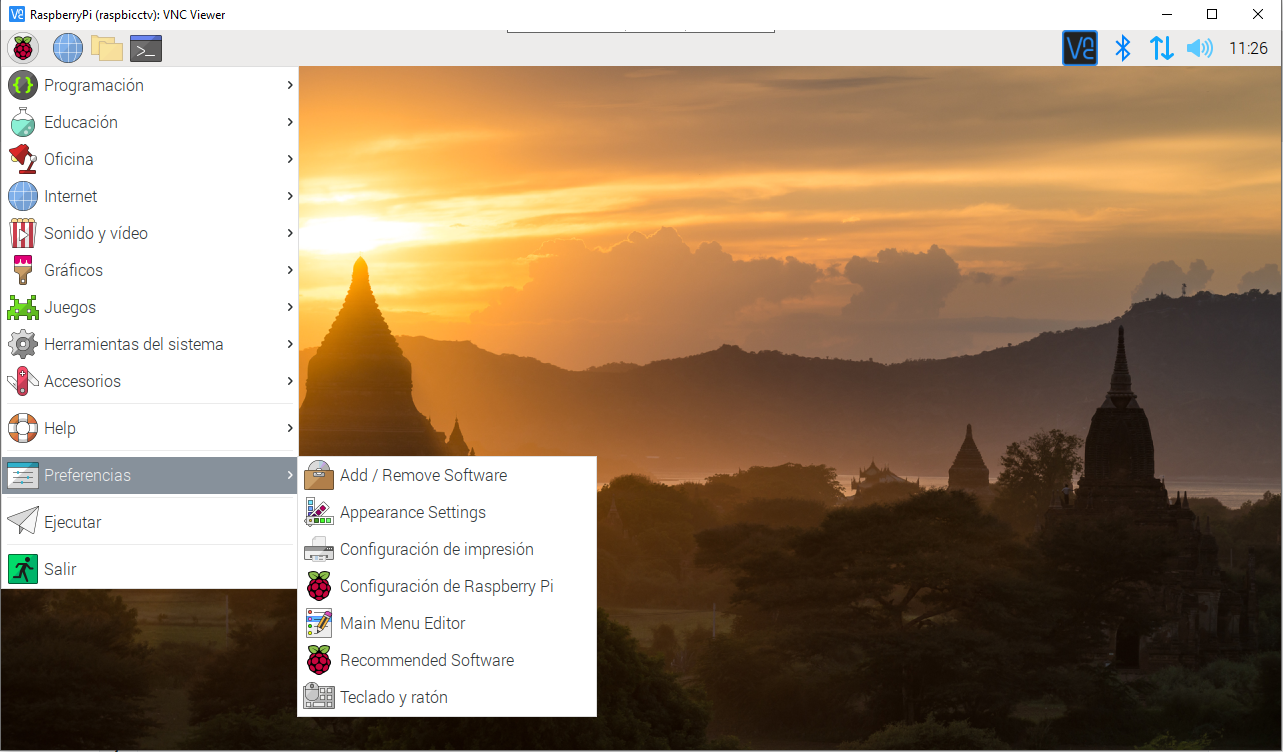 RaspberryPi (raspbicctv): VNC Viewer
11:26
Programación
Educación
Oficina
Internet
Sonido y vídeo
Gráficos
Juegos
Herramientas del sistema
Accesorios
Help
Preferencias
Ejecutar
Salir
Add / Remove Software
Appearance Settings
Configuración de impresión
Configuración de Raspberry Pi
Main Menu Editor
Recommended Software
Teclado y ratón